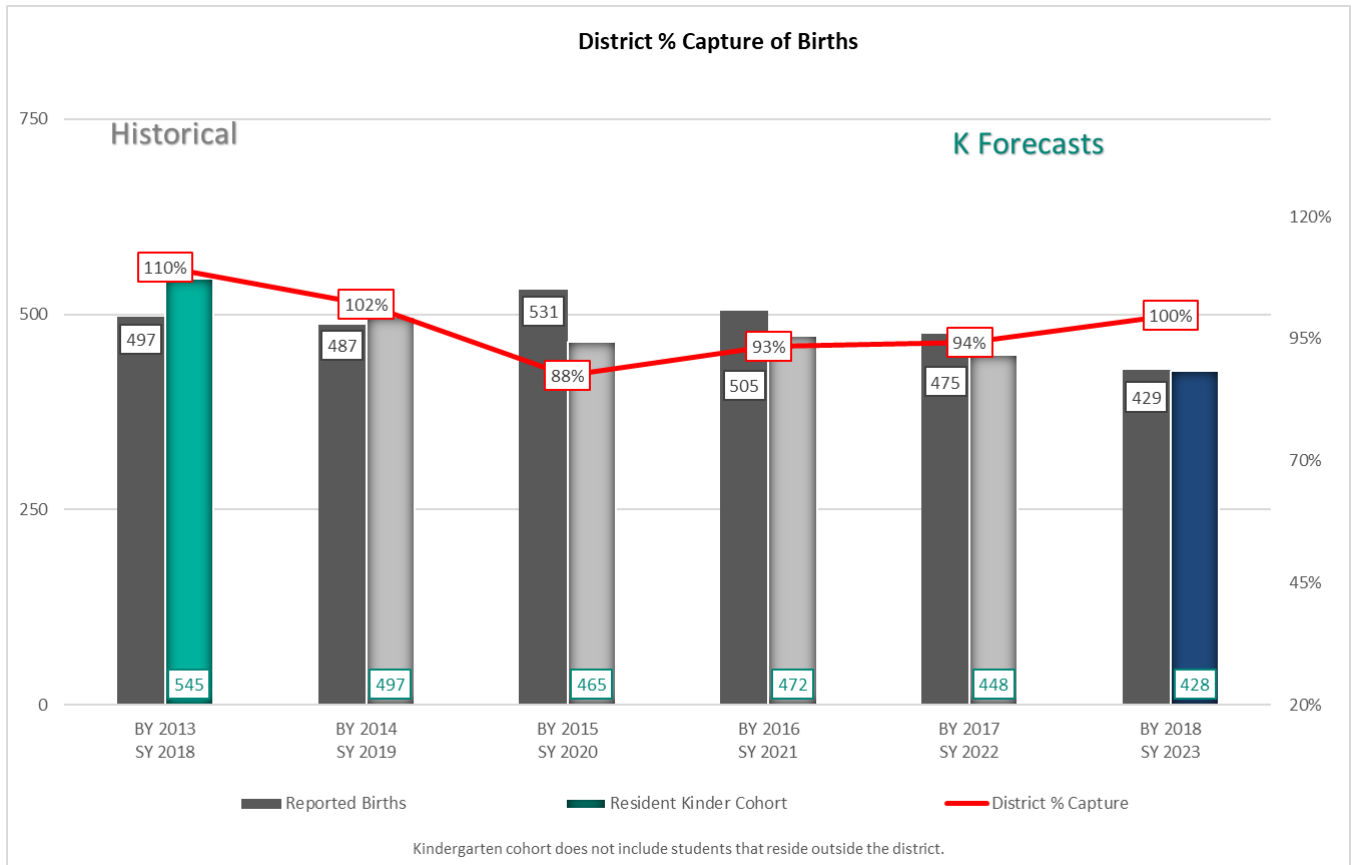 District % Capture of Births
Historical
K Forecasts
750
500
250
0
120%
95%
70%
45%
20%
110%
102%
88%
93%
94%
100%
497
487
531
505
475
429
545
497
465
472
448
428
BY 2013
SY 2018
BY 2014
SY 2019
BY 2015
SY 2020
BY 2016
SY 2021
BY 2017
SY 2022
BY 2018
SY 2023
Reported Births
Resident Kinder Cohort
District % Capture
Kindergarten cohort does not include students that reside outside the district.